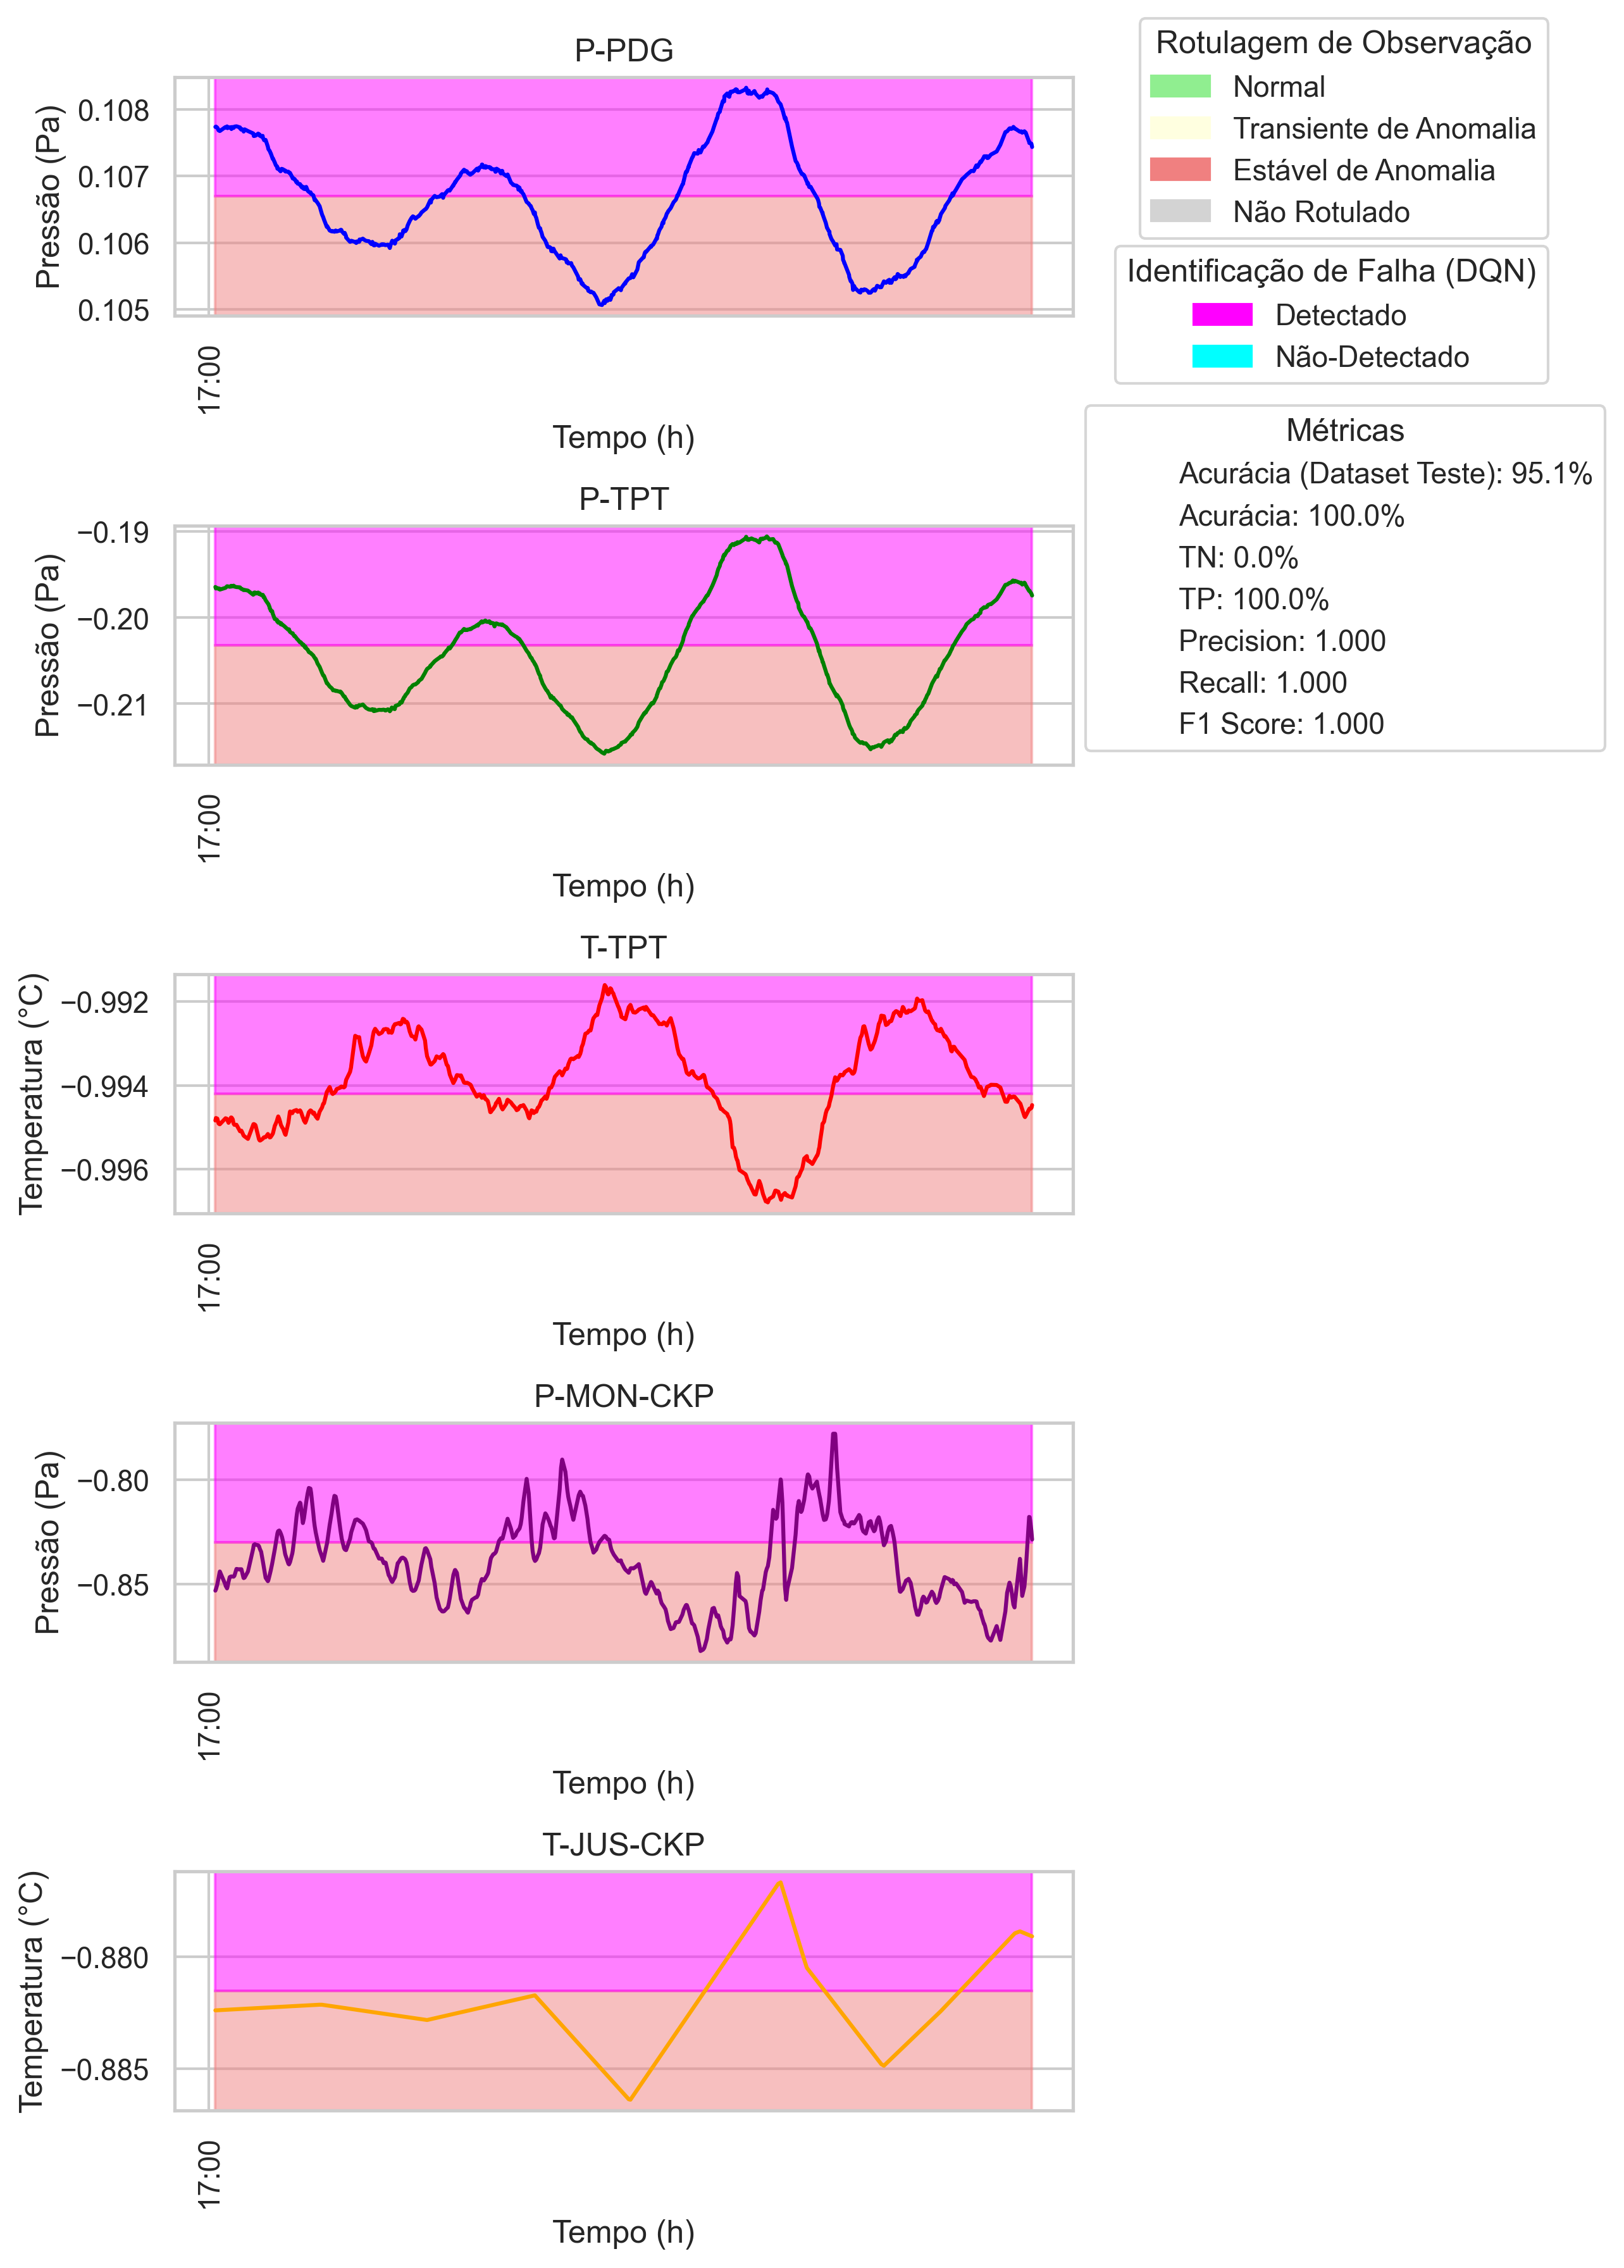 P-PDG
Pressão (Pa)
0.108
0.107
0.106
0.105
17:00
Tempo (h)
Rotulagem de Observação
Normal
Transiente de Anomalia
Estável de Anomalia
Não Rotulado
Identificação de Falha (DQN)
Detectado
Não-Detectado
Métricas
Acurácia (Dataset Teste): 95.1%
Acurácia: 100.0%
TN: 0.0%
TP: 100.0%
Precision: 1.000
Recall: 1.000
F1 Score: 1.000
P-TPT
Pressão (Pa)
−0.19
−0.20
−0.21
17:00
Tempo (h)
T-TPT
Temperatura (°C)
−0.992
−0.994
−0.996
17:00
Tempo (h)
P-MON-CKP
Pressão (Pa)
−0.80
−0.85
17:00
Tempo (h)
T-JUS-CKP
Temperatura (°C)
−0.880
−0.885
17:00
Tempo (h)